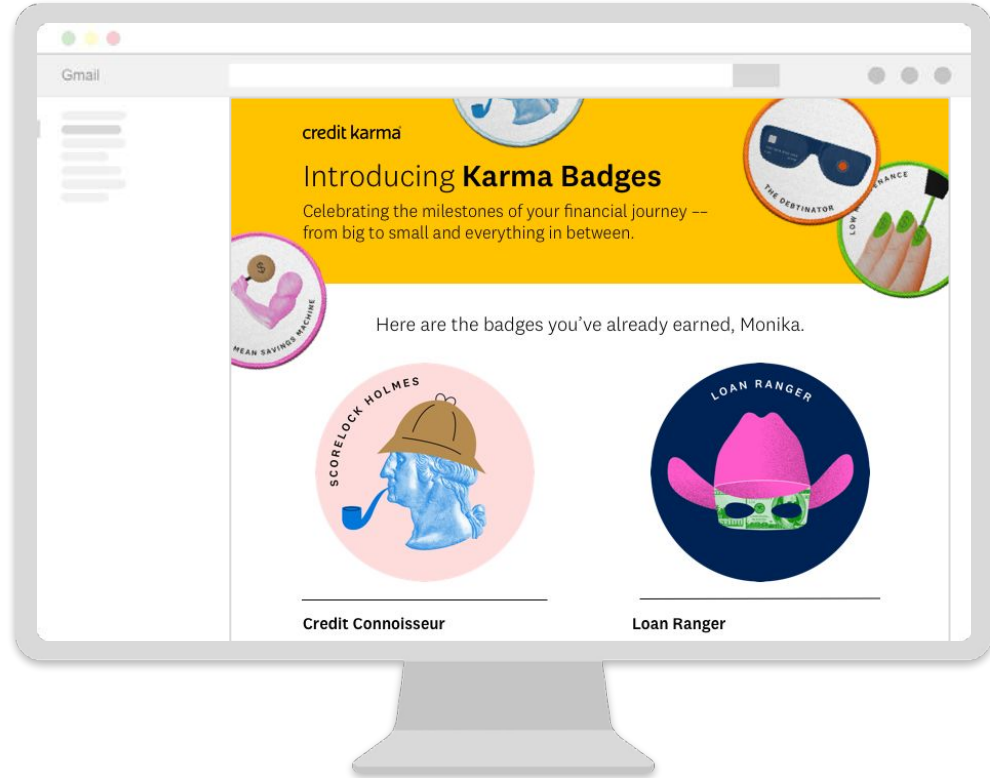 Gmail
credit karma
Introducing Karma Badges
Celebrating the milestones of your financial journey --
from big to small and everything in between.
THE DEBTINATOR
LOW
MEAN SAVINGS MACHINE
Here are the badges you've already earned, Monika.
SCORELOCK HOLMES
LOAN RANGER
Credit Connoisseur
Loan Ranger